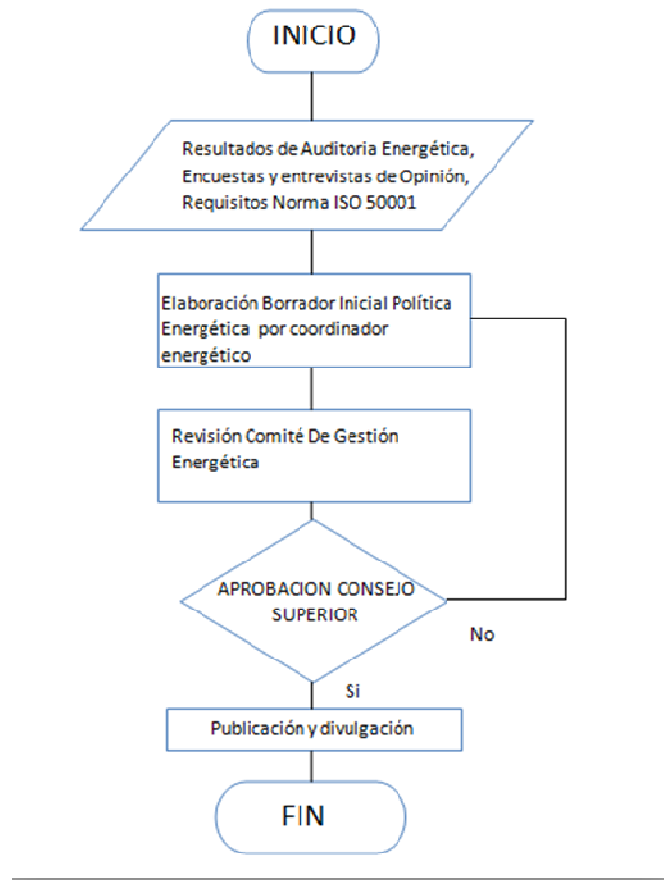 INICIO
Resultados de Auditoria Energética,
Encuestas y entrevistas de Opinión,
Requisitos Norma ISO 50001
Elaboración Borrador Inicial Política
Energética por coordinador
energético
Revisión Comité De Gestión
Energética
APROBACION CONSEJO
SUPERIOR
No
Si
Publicación y divulgación
FIN